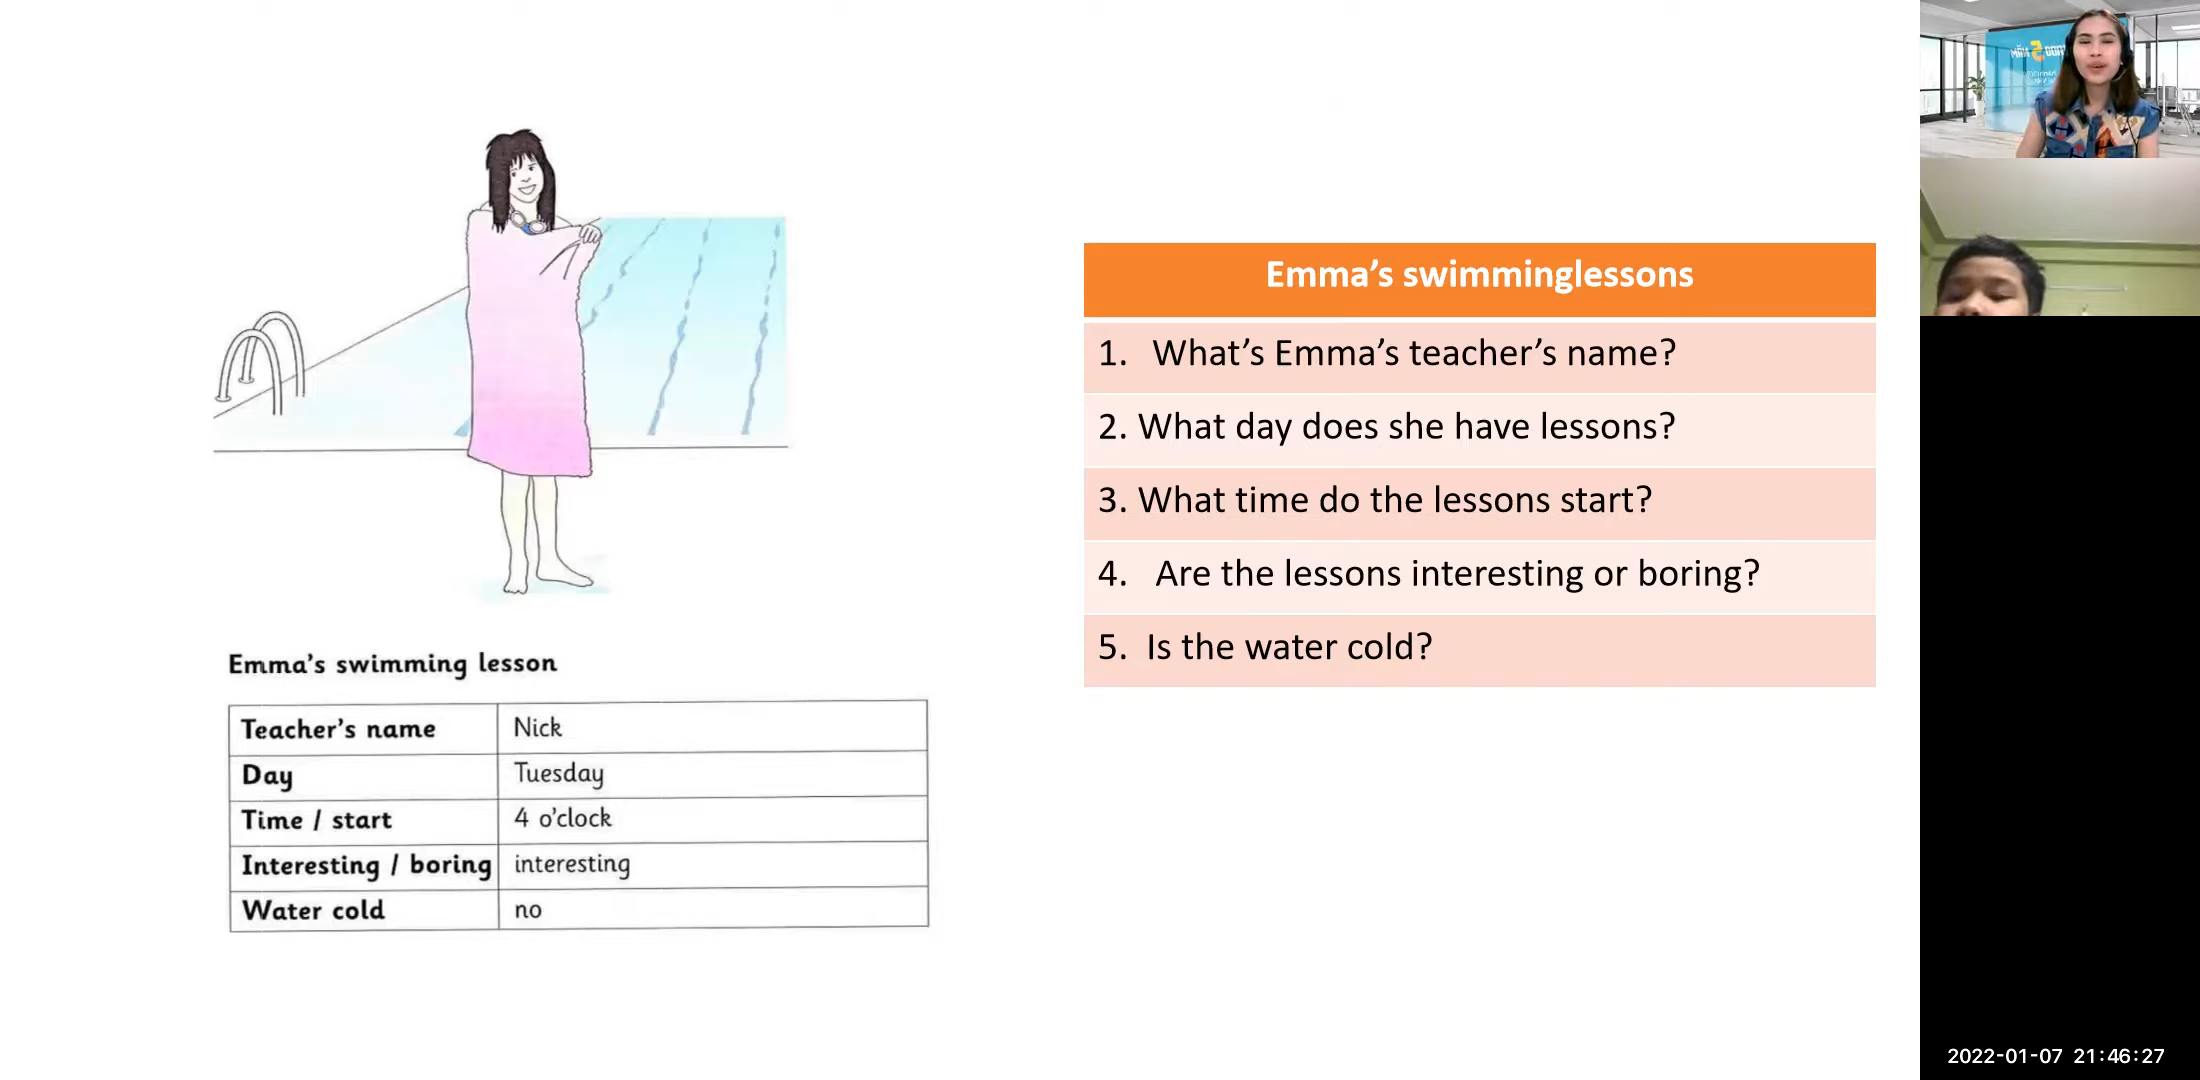 Emma's swimming lesson
Teacher's name Nick
Day Tuesday
Time / start 4 o'clock
Interesting / boring interesting
Water cold no
Emma’s swimminglessons
1. What’s Emma’s teacher’s name?
2. What day does she have lessons?
3. What time do the lessons start?
4. Are the lessons interesting or boring?
5. Is the water cold?
2022-01-07 21:46:27